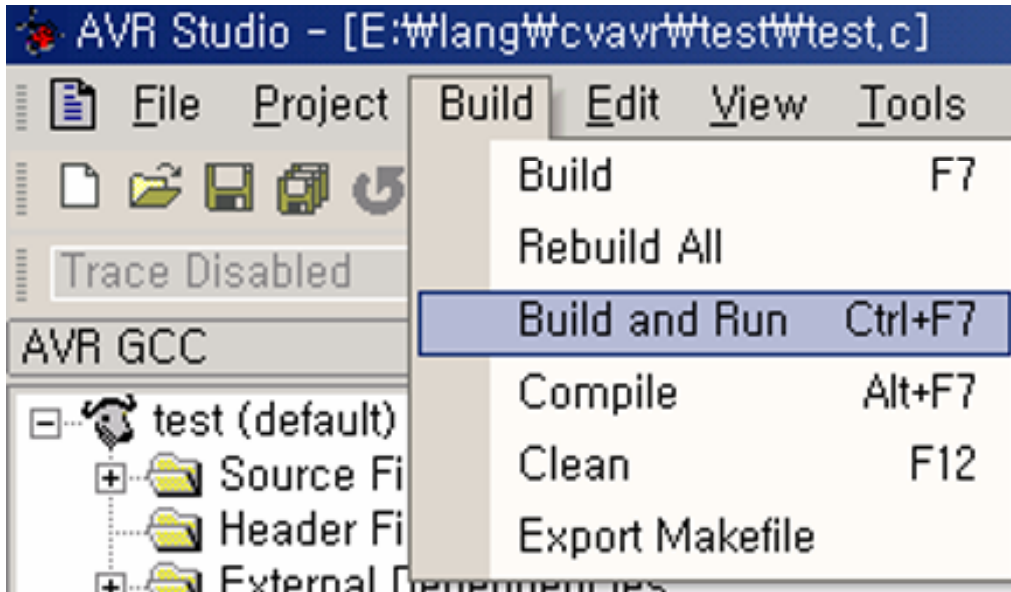 AVR Studio - [E:₩lang₩cvavr₩test₩test.c]
File Project Build Edit View Tools
Build F7
Rebuild All
Trace Disabled
Build and Run Ctrl+F7
AVR GCC
Compile Alt+F7
test (default)
Clean F12
Source Fi
Header Fi
Export Makefile
External Dependencies